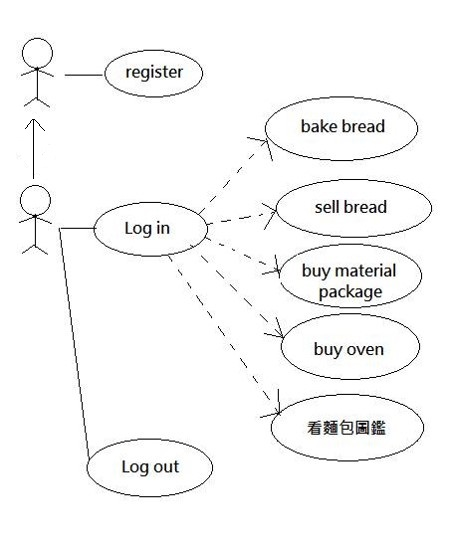 register
bake bread
sell bread
Log in
buy material
package
buy oven
看麵包圖鑑
Log out